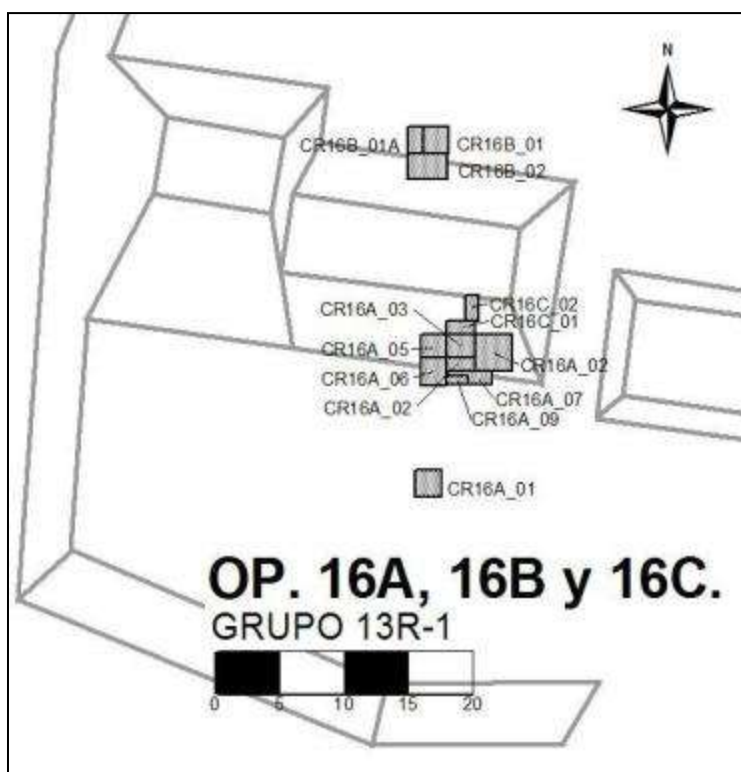 N
CR16B_01A
CR16B_01
CR16B_02
CR16C_02
CR16A_03
CR16C_01
CR16A_05
CR16A_02
CR16A_06
CR16A_07
CR16A_02
CR16A_09
CR16A_01
OP. 16A, 16B y 16C.
GRUPO 13R-1
0 5 10 15 20